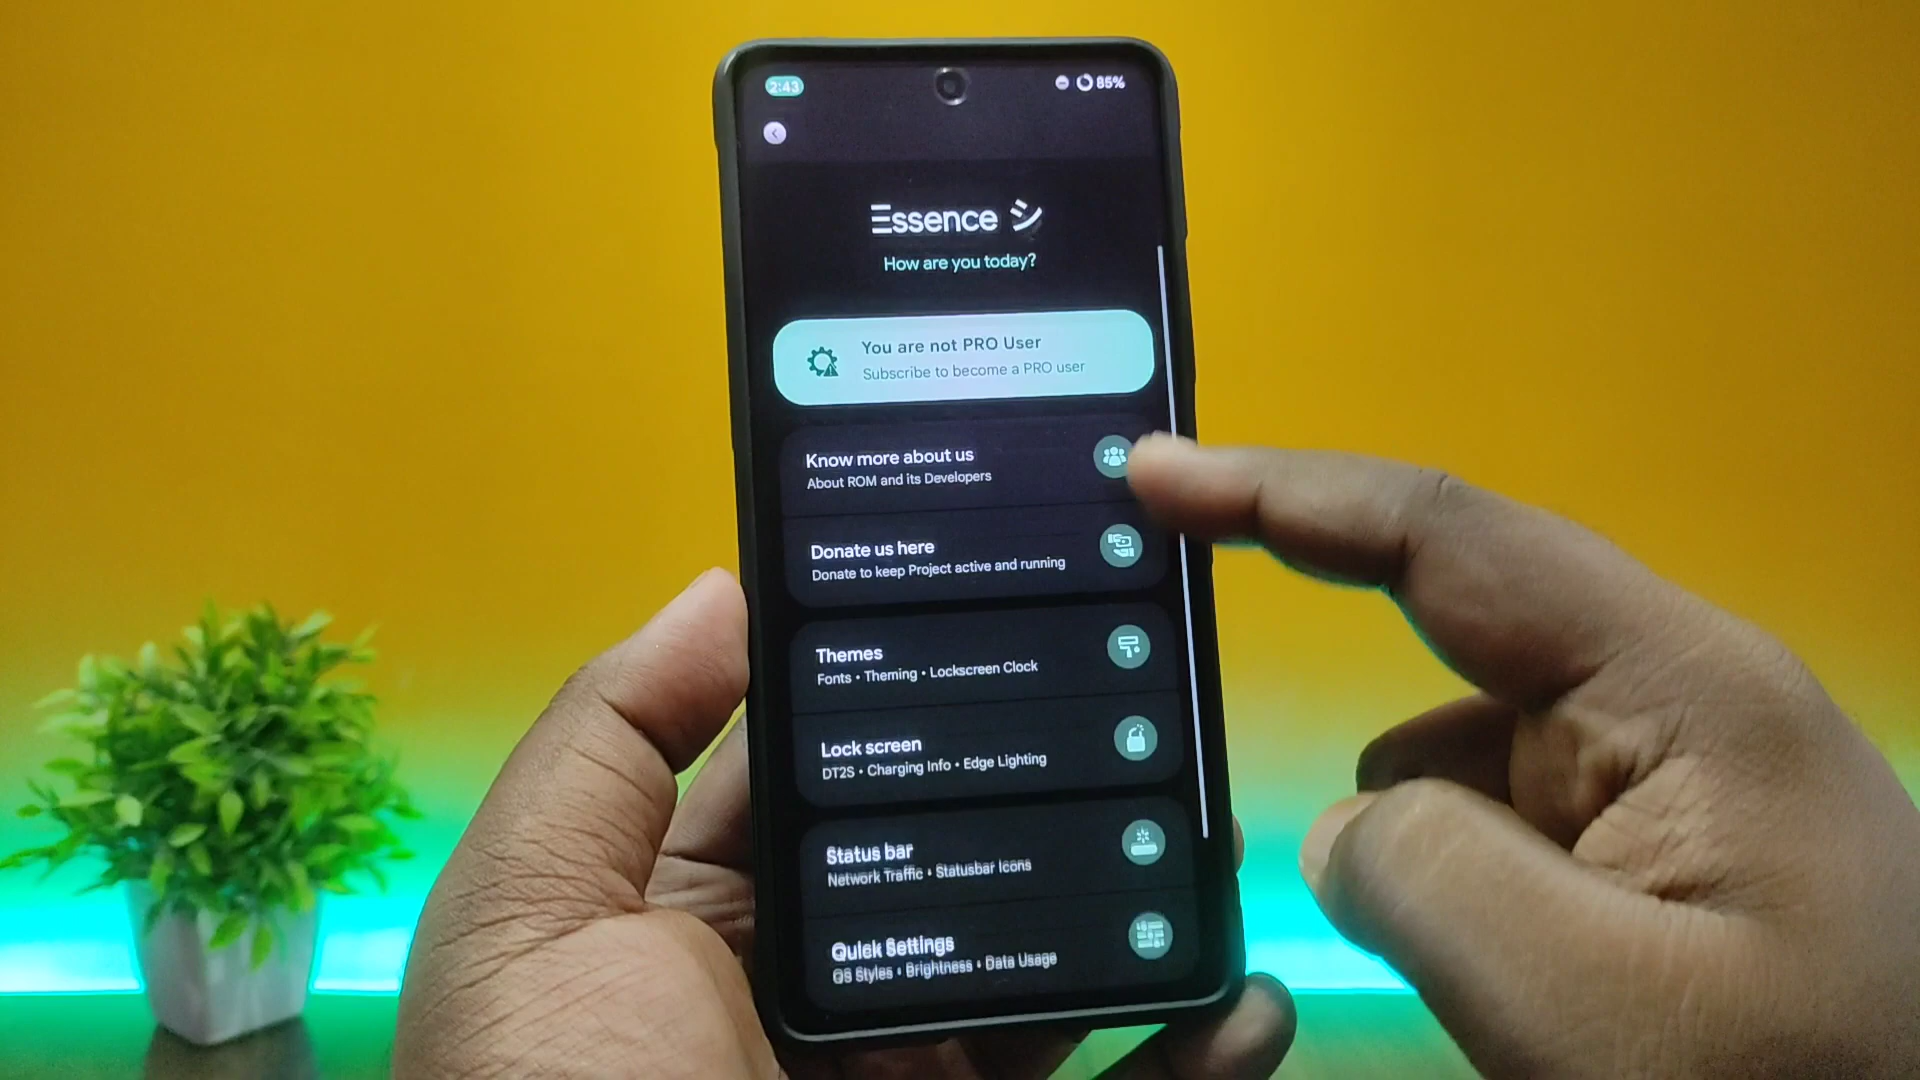 2:43
85%
Essence シ
How are you today?
You are not PRO User
Subscribe to become a PRO user
Know more about us
About ROM and its Developers
Donate us here
Donate to keep Project active and running
Themes
Fonts • Theming • Lockscreen Clock
Lock screen
DT2S • Charging Info • Edge Lighting
Status bar
Network Traffic • Statusbar Icons
Quick Settings
QS Styles • Brightness • Data Usage